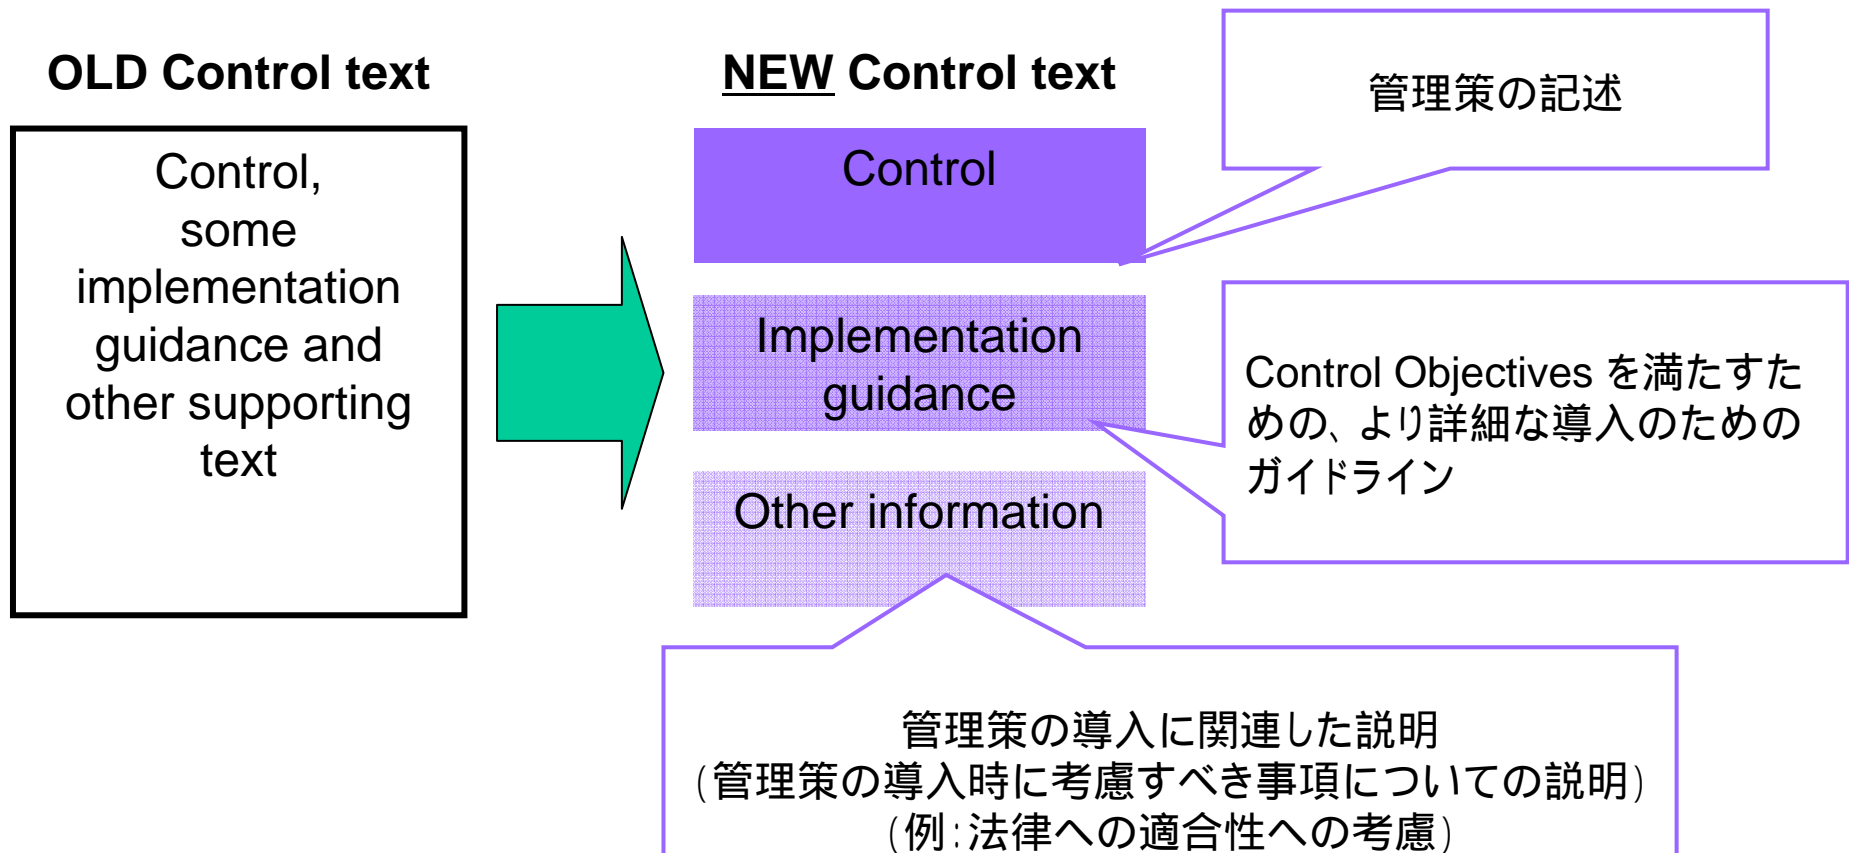 OLD Control text
Control,
some
implementation
guidance and
other supporting
text
NEW Control text
Control
Implementation
guidance
Other information
管理策の記述
Control Objectives を満たすた
めの、より詳細な導入のための
ガイドライン
管理策の導入に関連した説明
(管理策の導入時に考慮すべき事項についての説明)
(例:法律への適合性への考慮)